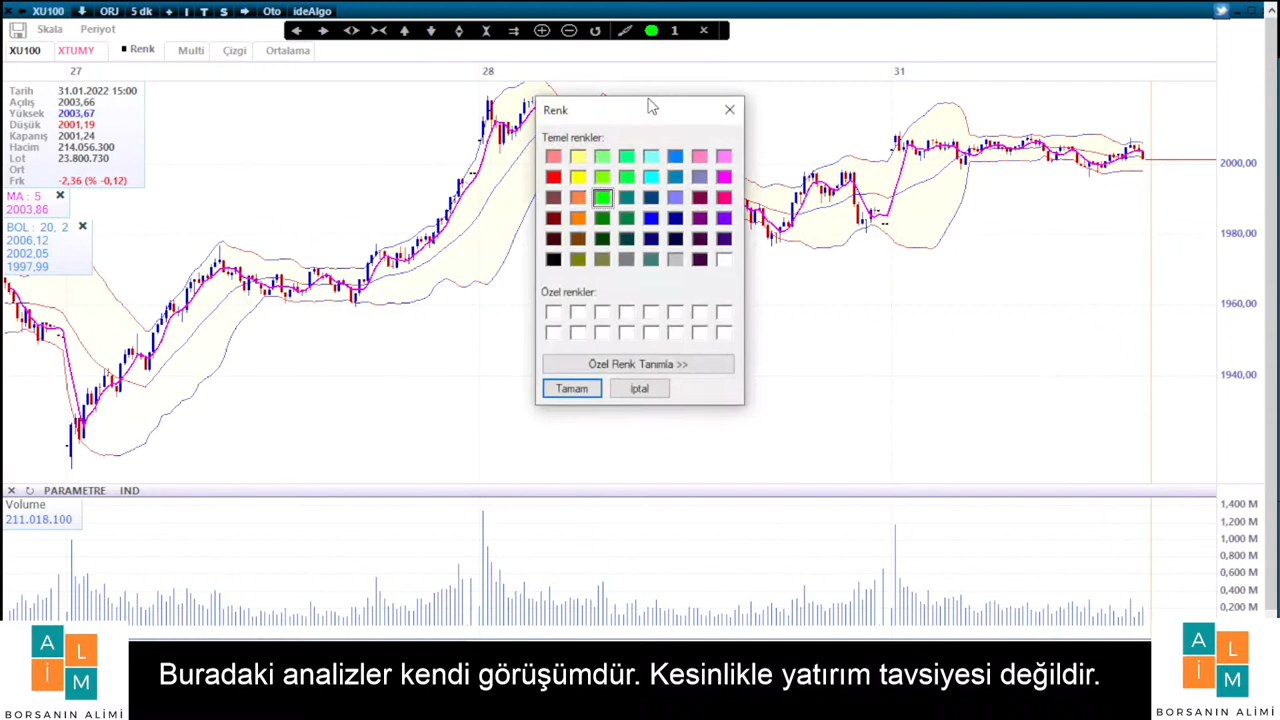 XU100 ORJ 5 dk + I T S Oto ideAlgo
Skala Periyot
1
XU100 XTUMY Renk Multi Çizgi Ortalama
27 28 31
Tarih 31.01.2022 15:00
Açılış 2003,66
Yüksek 2003,67
Düşük 2001,19
Kapanış 2001,24
Hacim 214.056.300
Lot 23.800.730
Ort
Frk -2,36 (% -0,12)
MA : 5
2003,86
BOL : 20, 2
2006,12
2002,05
1997,99
Renk
Temel renkler:
Özel renkler:
Özel Renk Tanımla >>
Tamam İptal
2000,00
1980,00
1960,00
1940,00
PARAMETRE IND
Volume
211.018.100
1,400 M
1,200 M
1,000 M
0,800 M
0,600 M
0,400 M
0,200 M
A L İ M
BORSANIN ALİMİ
Buradaki analizler kendi görüşümdür. Kesinlikle yatırım tavsiyesi değildir.
A L İ M
BORSANIN ALİMİ